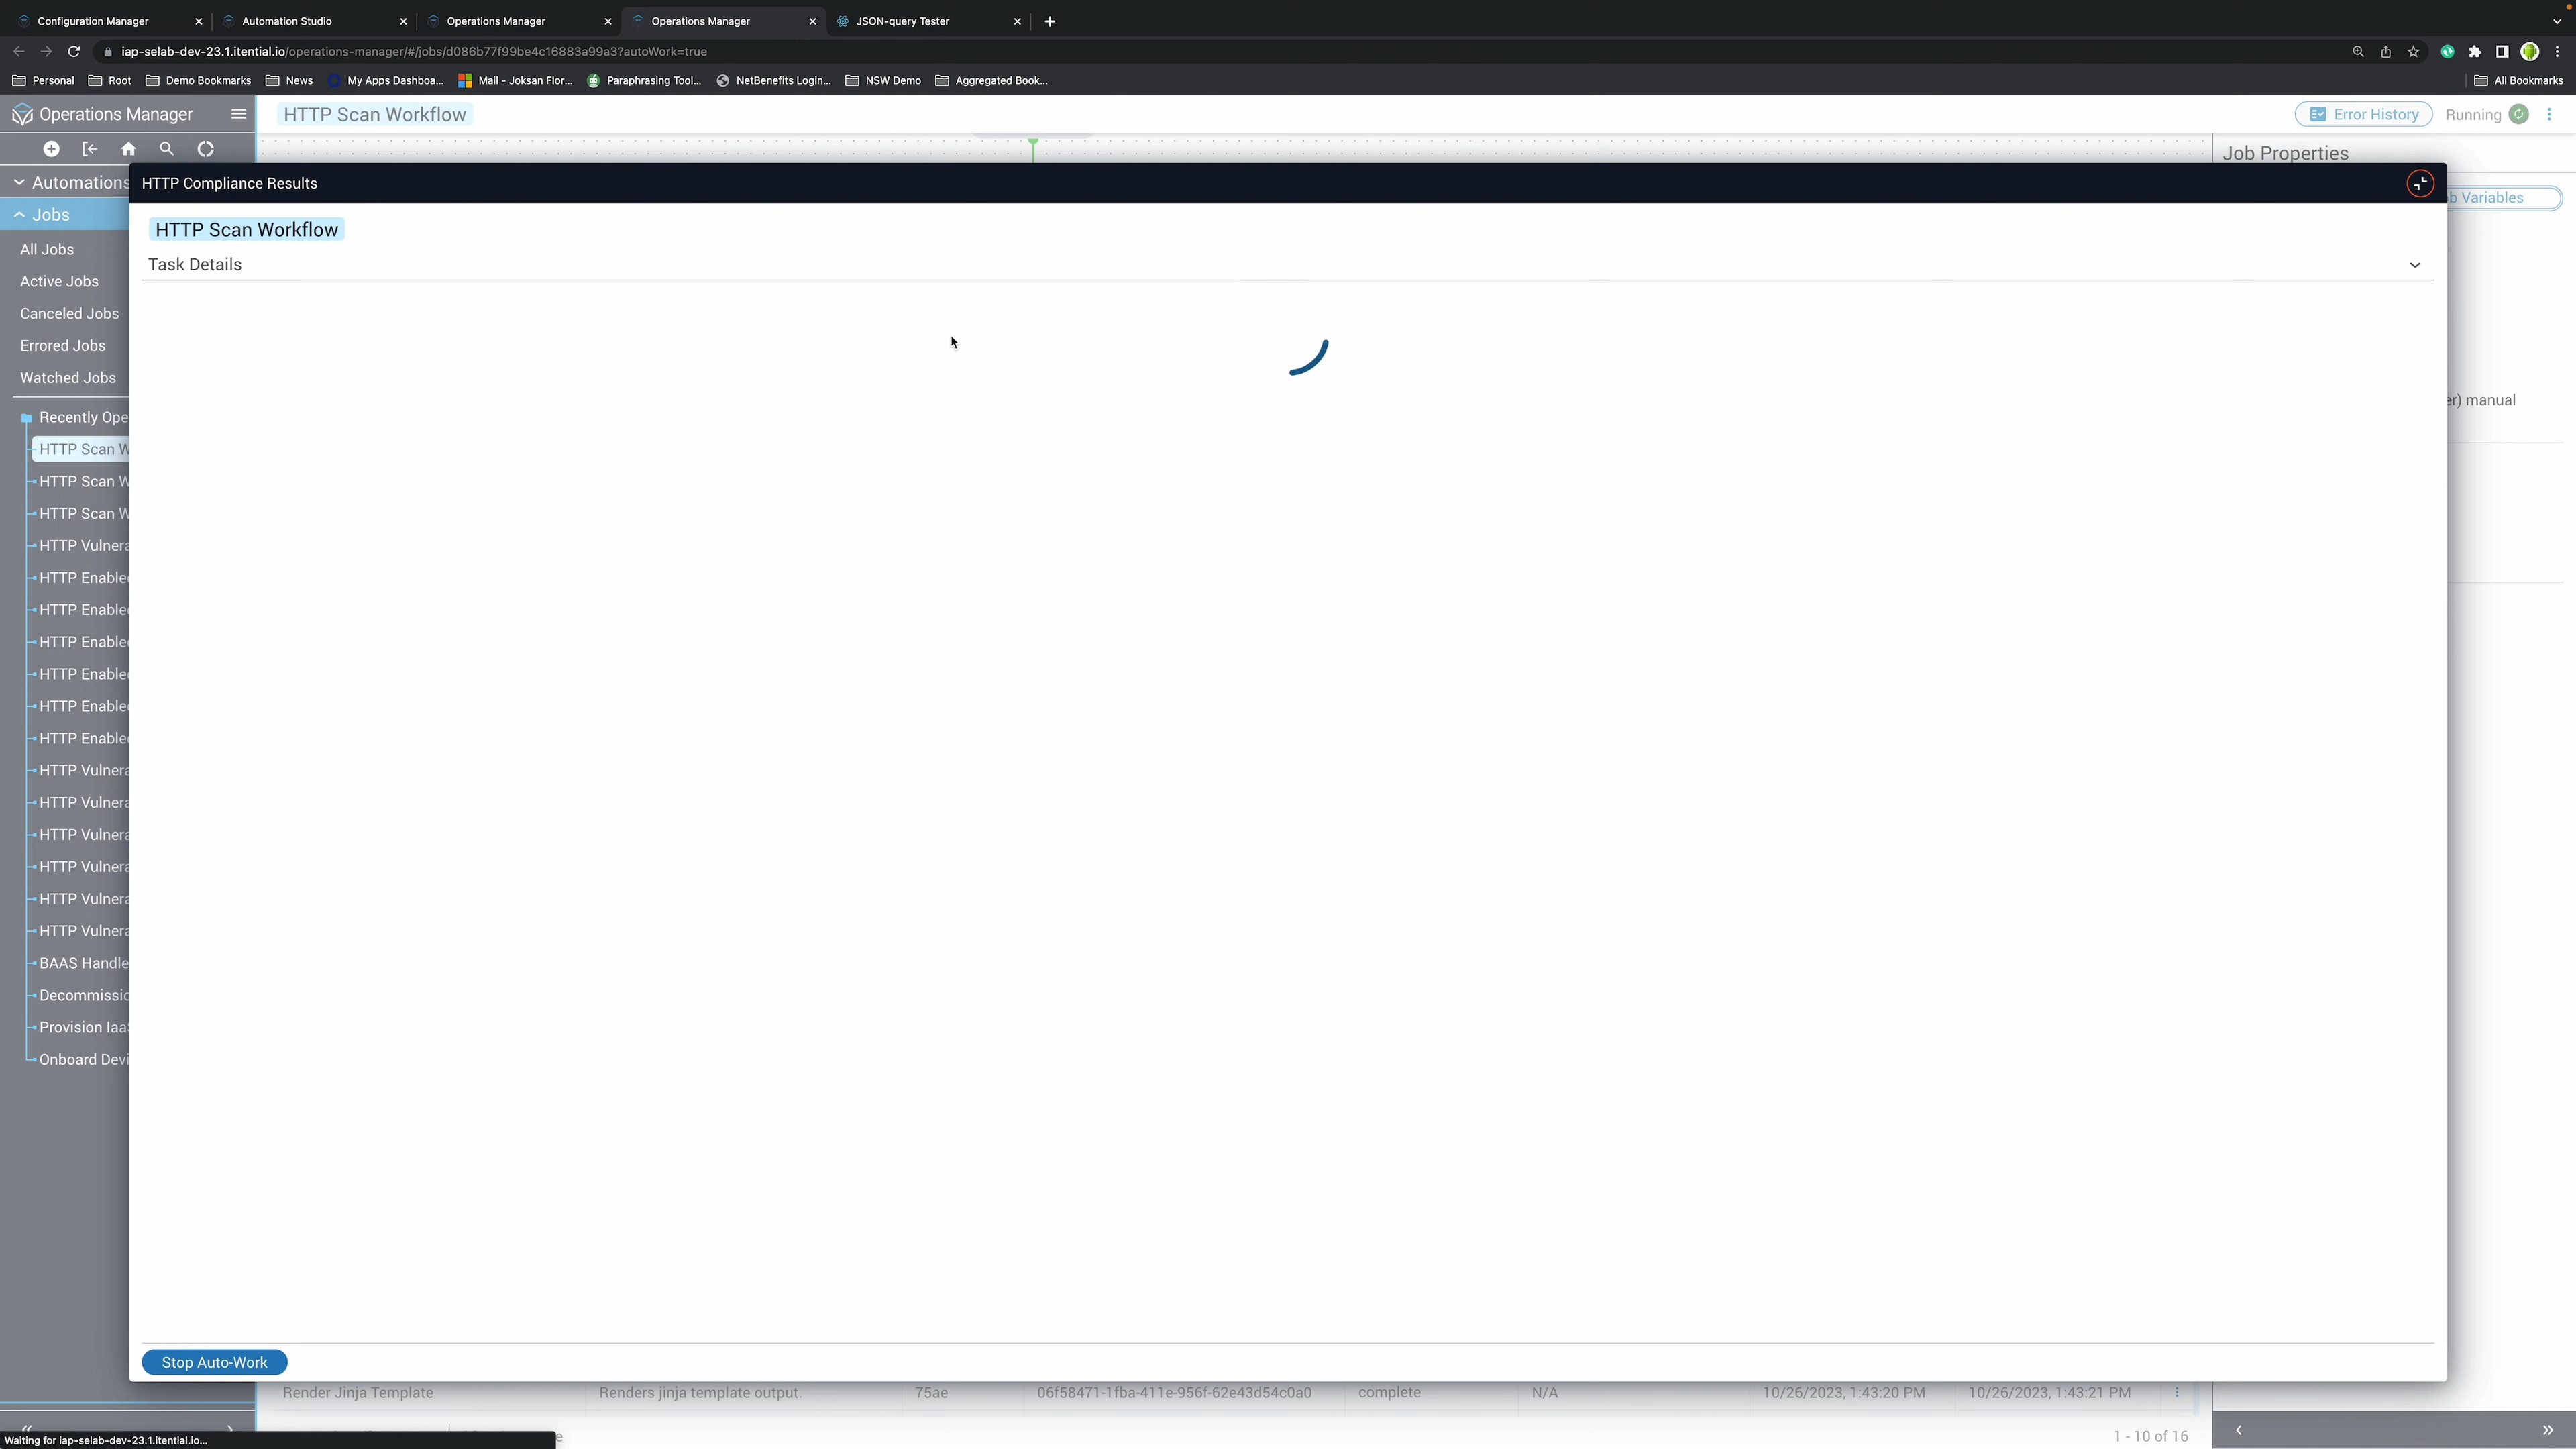 Configuration Manager
Automation Studio
Operations Manager
Operations Manager
JSON-query Tester
iap-selab-dev-23.1.itential.io/operations-manager/#/jobs/d086b77f99be4c16883a99a3?autoWork=true
Personal
Root
Demo Bookmarks
News
My Apps Dashboa...
Mail - Joksan Flor...
Paraphrasing Tool...
NetBenefits Login...
NSW Demo
Aggregated Book...
All Bookmarks
Operations Manager
HTTP Scan Workflow
Error History
Running
Job Properties
Automations
HTTP Compliance Results
b Variables
Jobs
HTTP Scan Workflow
All Jobs
Task Details
Active Jobs
Canceled Jobs
Errored Jobs
Watched Jobs
er) manual
Recently Ope
HTTP Scan W
HTTP Scan W
HTTP Scan W
HTTP Vulnera
HTTP Enable
HTTP Enable
HTTP Enable
HTTP Enable
HTTP Enable
HTTP Enable
HTTP Vulnera
HTTP Vulnera
HTTP Vulnera
HTTP Vulnera
HTTP Vulnera
HTTP Vulnera
BAAS Handle
Decommissio
Provision Iaa
Onboard Devi
Stop Auto-Work
Render Jinja Template Renders jinja template output. 75ae 06f58471-1fba-411e-956f-62e43d54c0a0 complete N/A 10/26/2023, 1:43:20 PM 10/26/2023, 1:43:21 PM
Waiting for iap-selab-dev-23.1.itential.io...
e
1 - 10 of 16